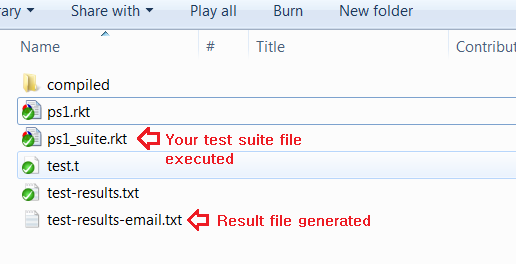 rary Share with Play all Burn New folder
Name # Title Contribut
compiled
ps1.rkt
ps1_suite.rkt Your test suite file
executed
test.t
test-results.txt
test-results-email.txt Result file generated